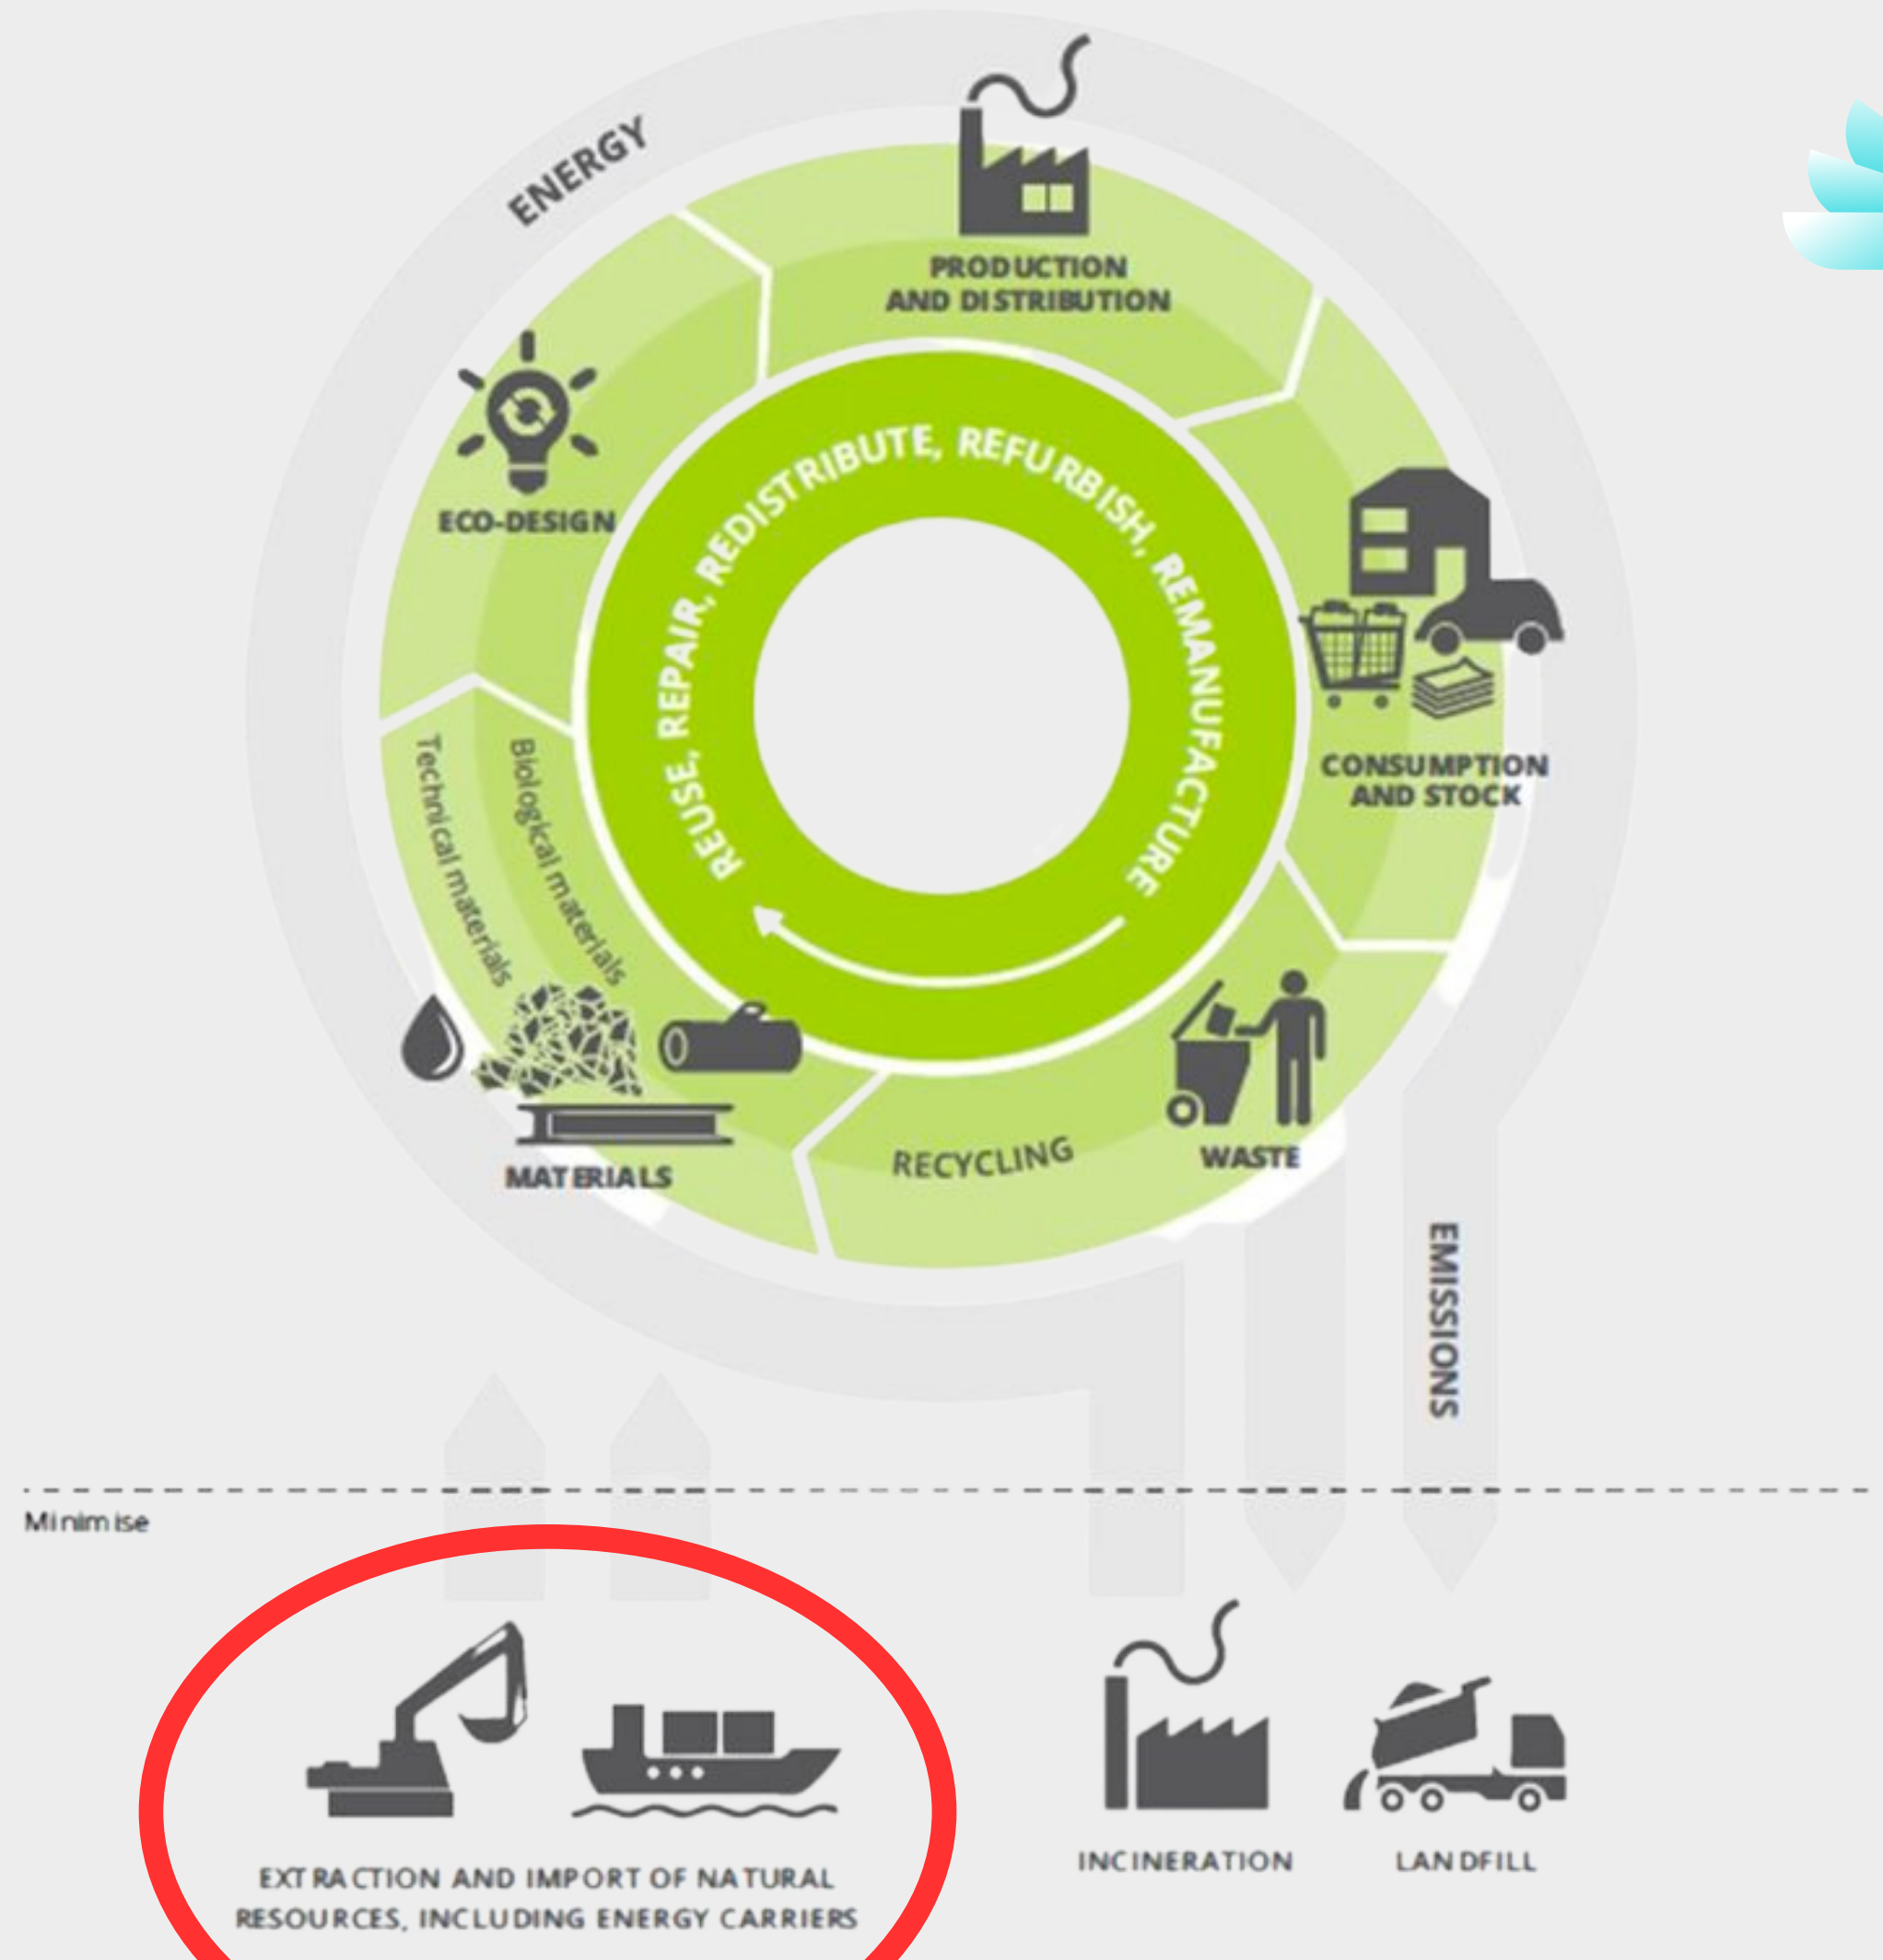 ENERGY
PRODUCTION
AND DISTRIBUTION
ECO-DESIGN
REUSE, REPAIR, REDISTRIBUTE, REFURBISH, REMANUFACTURE
CONSUMPTION
AND STOCK
Technical materials
Biological materials
MATERIALS
RECYCLING
WASTE
EMISSIONS
Minimise
EXTRACTION AND IMPORT OF NATURAL
RESOURCES, INCLUDING ENERGY CARRIERS
INCINERATION
LANDFILL